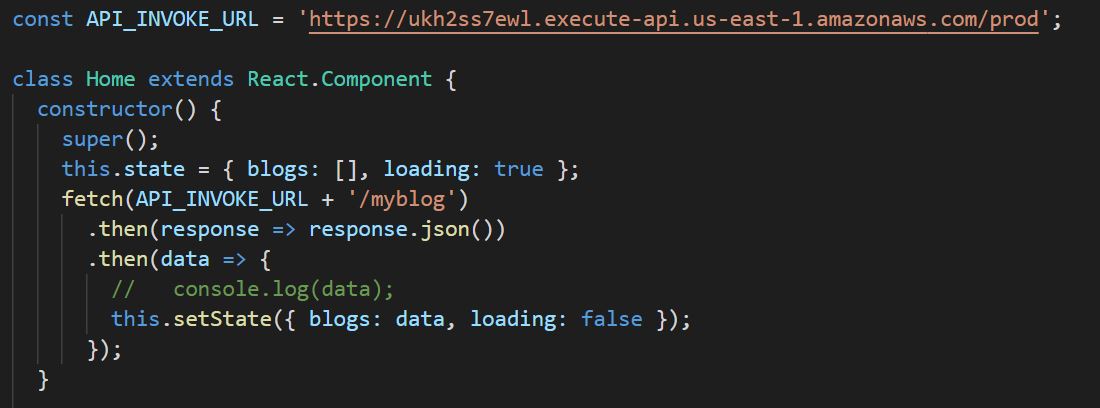 const API_INVOKE_URL = 'https://ukh2ss7ewl.execute-api.us-east-1.amazonaws.com/prod';
class Home extends React.Component {
constructor() {
super();
this.state = { blogs: [], loading: true };
fetch(API_INVOKE_URL + '/myblog')
.then(response => response.json())
.then(data => {
//   console.log(data);
this.setState({ blogs: data, loading: false });
});
}